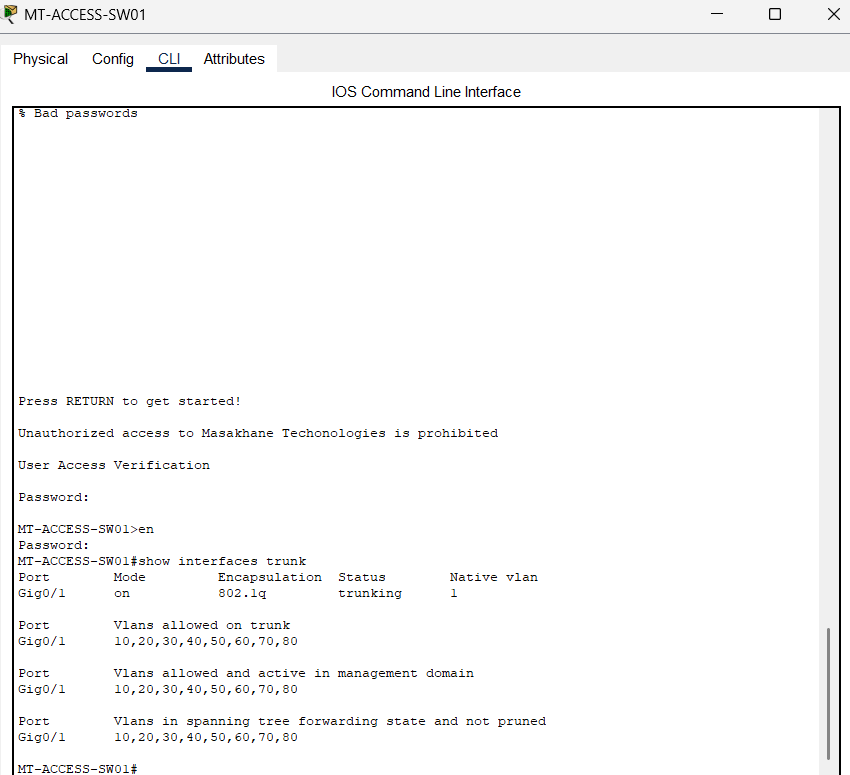 MT-ACCESS-SW01
Physical Config CLI Attributes
IOS Command Line Interface
% Bad passwords
Press RETURN to get started!
Unauthorized access to Masakhane Techonologies is prohibited
User Access Verification
Password:
MT-ACCESS-SW01>en
Password:
MT-ACCESS-SW01#show interfaces trunk
Port        Mode         Encapsulation  Status        Native vlan
Gig0/1      on           802.1q         trunking      1
Port        Vlans allowed on trunk
Gig0/1      10,20,30,40,50,60,70,80
Port        Vlans allowed and active in management domain
Gig0/1      10,20,30,40,50,60,70,80
Port        Vlans in spanning tree forwarding state and not pruned
Gig0/1      10,20,30,40,50,60,70,80
MT-ACCESS-SW01#